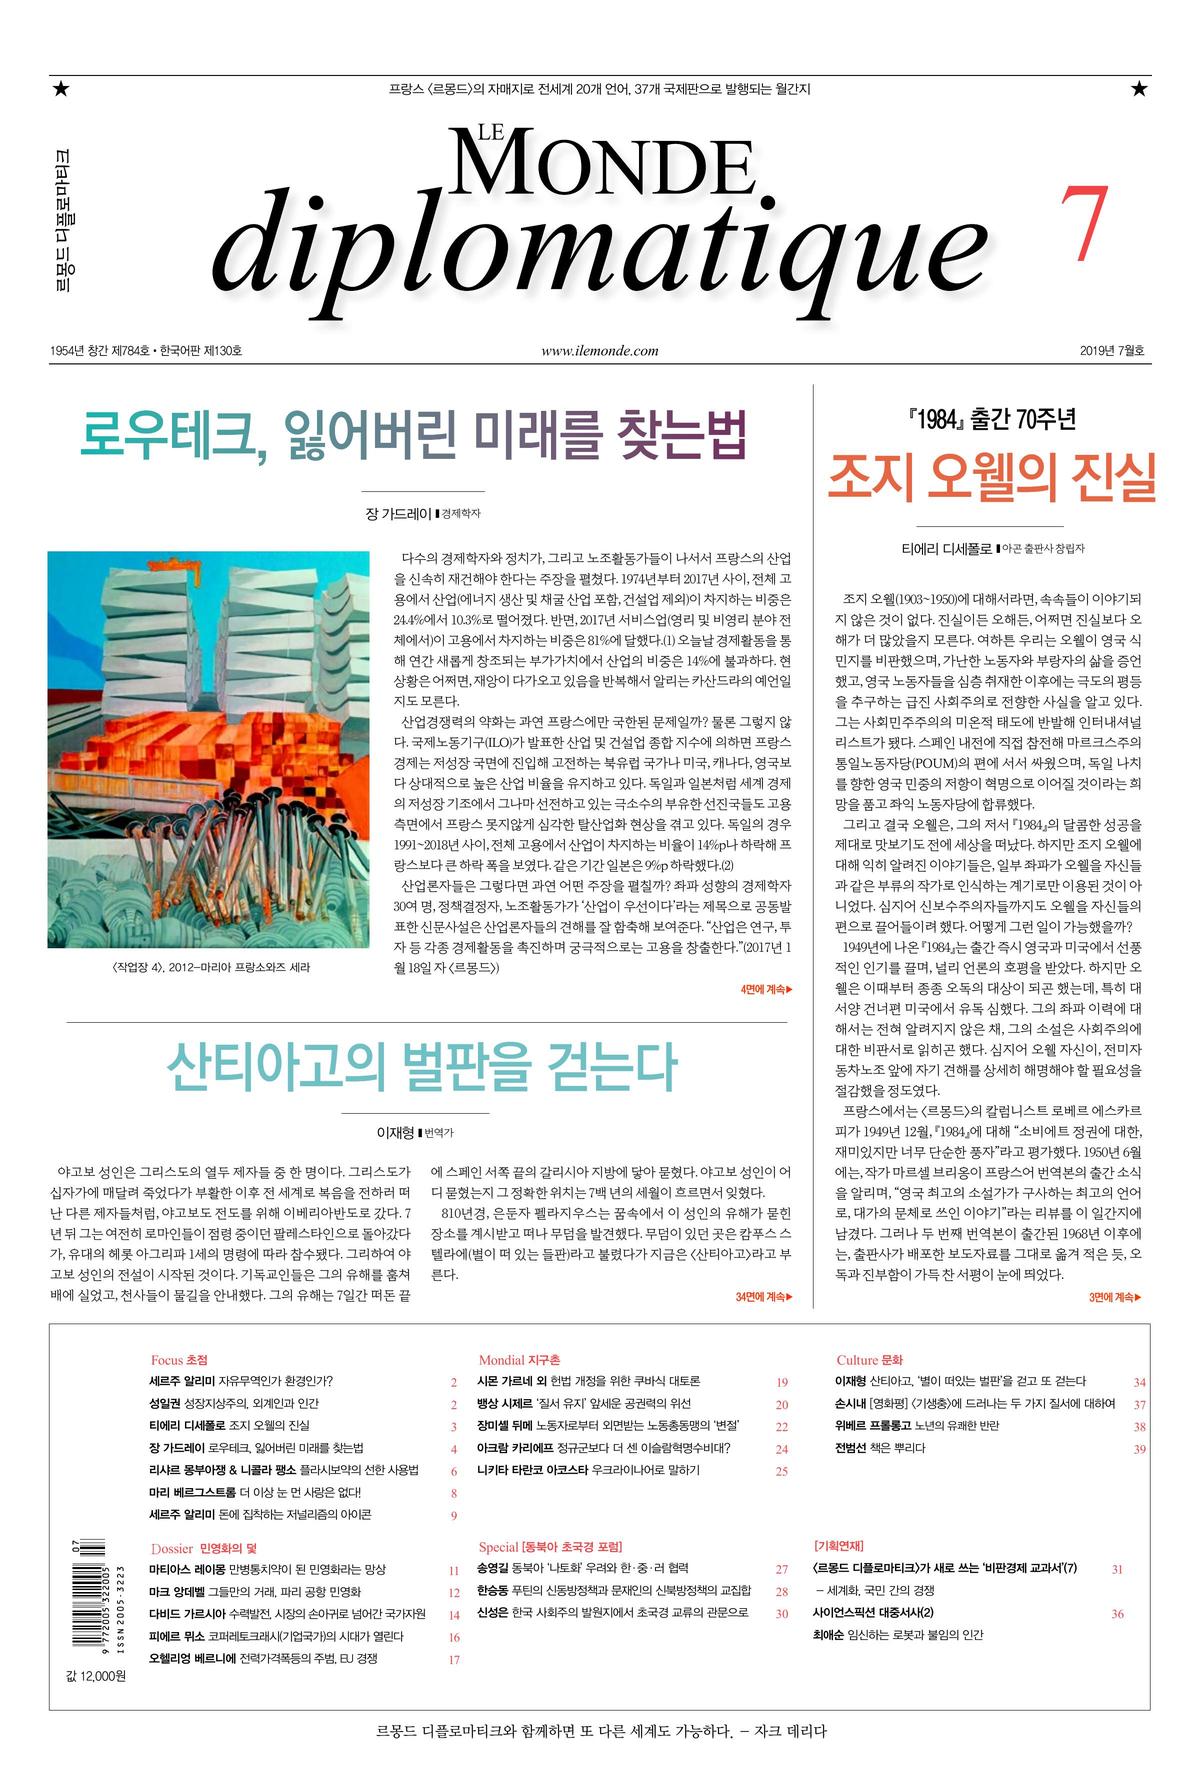 ★ 프랑스 〈르몽드〉의 자매지로 전세계 20개 언어, 37개 국제판으로 발행되는 월간지 ★
르몽드 디플로마티크
LE MONDE
diplomatique
7
1954년 창간 제784호 • 한국어판 제130호
www.ilemonde.com
2019년 7월호
로우테크, 잃어버린 미래를 찾는법
장 가드레이 ▮경제학자
〈작업장 4〉, 2012-마리아 프랑소와즈 세라
다수의 경제학자와 정치가, 그리고 노조활동가들이 나서서 프랑스의 산업
을 신속히 재건해야 한다는 주장을 펼쳤다. 1974년부터 2017년 사이, 전체 고
용에서 산업(에너지 생산 및 채굴 산업 포함, 건설업 제외)이 차지하는 비중은
24.4%에서 10.3%로 떨어졌다. 반면, 2017년 서비스업(영리 및 비영리 분야 전
체에서)이 고용에서 차지하는 비중은 81%에 달했다.(1) 오늘날 경제활동을 통
해 연간 새롭게 창조되는 부가가치에서 산업의 비중은 14%에 불과하다. 현
상황은 어쩌면, 재앙이 다가오고 있음을 반복해서 알리는 카산드라의 예언일
지도 모른다.
산업경쟁력의 약화는 과연 프랑스에만 국한된 문제일까? 물론 그렇지 않
다. 국제노동기구(ILO)가 발표한 산업 및 건설업 종합 지수에 의하면 프랑스
경제는 저성장 국면에 진입해 고전하는 북유럽 국가나 미국, 캐나다, 영국보
다 상대적으로 높은 산업 비율을 유지하고 있다. 독일과 일본처럼 세계 경제
의 저성장 기조에서 그나마 선전하고 있는 극소수의 부유한 선진국들도 고용
측면에서 프랑스 못지않게 심각한 탈산업화 현상을 겪고 있다. 독일의 경우
1991~2018년 사이, 전체 고용에서 산업이 차지하는 비율이 14%p나 하락해 프
랑스보다 큰 하락 폭을 보였다. 같은 기간 일본은 9%p 하락했다.(2)
산업론자들은 그렇다면 과연 어떤 주장을 펼칠까? 좌파 성향의 경제학자
30여 명, 정책결정자, 노조활동가가 ‘산업이 우선이다’라는 제목으로 공동발
표한 신문사설은 산업론자들의 견해를 잘 함축해 보여준다. “산업은 연구, 투
자 등 각종 경제활동을 촉진하며 궁극적으로는 고용을 창출한다.”(2017년 1
월 18일 자 〈르몽드〉)
4면에 계속▶
산티아고의 벌판을 걷는다
이재형 ▮번역가
야고보 성인은 그리스도의 열두 제자들 중 한 명이다. 그리스도가
십자가에 매달려 죽었다가 부활한 이후 전 세계로 복음을 전하러 떠
난 다른 제자들처럼, 야고보도 전도를 위해 이베리아반도로 갔다. 7
년 뒤 그는 여전히 로마인들이 점령 중이던 팔레스타인으로 돌아갔다
가, 유대의 헤롯 아그리파 1세의 명령에 따라 참수됐다. 그리하여 야
고보 성인의 전설이 시작된 것이다. 기독교인들은 그의 유해를 훔쳐
배에 실었고, 천사들이 물길을 안내했다. 그의 유해는 7일간 떠돈 끝
에 스페인 서쪽 끝의 갈리시아 지방에 닿아 묻혔다. 야고보 성인이 어
디 묻혔는지 그 정확한 위치는 7백 년의 세월이 흐르면서 잊혔다.
810년경, 은둔자 펠라지우스는 꿈속에서 이 성인의 유해가 묻힌
장소를 계시받고 떠나 무덤을 발견했다. 무덤이 있던 곳은 캄푸스 스
텔라에(별이 떠 있는 들판)라고 불렸다가 지금은 〈산티아고〉라고 부
른다.
34면에 계속▶
『1984』 출간 70주년
조지 오웰의 진실
티에리 디세폴로 ▮아곤 출판사 창립자
조지 오웰(1903~1950)에 대해서라면, 속속들이 이야기되
지 않은 것이 없다. 진실이든 오해든, 어쩌면 진실보다 오
해가 더 많았을지 모른다. 여하튼 우리는 오웰이 영국 식
민지를 비판했으며, 가난한 노동자와 부랑자의 삶을 증언
했고, 영국 노동자들을 심층 취재한 이후에는 극도의 평등
을 추구하는 급진 사회주의로 전향한 사실을 알고 있다.
그는 사회민주주의의 미온적 태도에 반발해 인터내셔널
리스트가 됐다. 스페인 내전에 직접 참전해 마르크스주의
통일노동자당(POUM)의 편에 서서 싸웠으며, 독일 나치
를 향한 영국 민중의 저항이 혁명으로 이어질 것이라는 희
망을 품고 좌익 노동자당에 합류했다.
그리고 결국 오웰은, 그의 저서 『1984』의 달콤한 성공을
제대로 맛보기도 전에 세상을 떠났다. 하지만 조지 오웰에
대해 익히 알려진 이야기들은, 일부 좌파가 오웰을 자신들
과 같은 부류의 작가로 인식하는 계기로만 이용된 것이 아
니었다. 심지어 신보수주의자들까지도 오웰을 자신들의
편으로 끌어들이려 했다. 어떻게 그런 일이 가능했을까?
1949년에 나온 『1984』는 출간 즉시 영국과 미국에서 선풍
적인 인기를 끌며, 널리 언론의 호평을 받았다. 하지만 오
웰은 이때부터 종종 오독의 대상이 되곤 했는데, 특히 대
서양 건너편 미국에서 유독 심했다. 그의 좌파 이력에 대
해서는 전혀 알려지지 않은 채, 그의 소설은 사회주의에
대한 비판서로 읽히곤 했다. 심지어 오웰 자신이, 전미자
동차노조 앞에 자기 견해를 상세히 해명해야 할 필요성을
절감했을 정도였다.
프랑스에서는 〈르몽드〉의 칼럼니스트 로베르 에스카르
피가 1949년 12월, 『1984』에 대해 “소비에트 정권에 대한,
재미있지만 너무 단순한 풍자”라고 평가했다. 1950년 6월
에는, 작가 마르셀 브리옹이 프랑스어 번역본의 출간 소식
을 알리며, “영국 최고의 소설가가 구사하는 최고의 언어
로, 대가의 문체로 쓰인 이야기”라는 리뷰를 이 일간지에
남겼다. 그러나 두 번째 번역본이 출간된 1968년 이후에
는, 출판사가 배포한 보도자료를 그대로 옮겨 적은 듯, 오
독과 진부함이 가득 찬 서평이 눈에 띄었다.
3면에 계속▶
Focus 초점
세르주 알리미 자유무역인가 환경인가? 2
성일권 성장지상주의, 외계인과 인간 2
티에리 디세폴로 조지 오웰의 진실 3
장 가드레이 로우테크, 잃어버린 미래를 찾는법 4
리샤르 몽부아쟁 & 니콜라 팽소 플라시보약의 선한 사용법 6
마리 베르그스트롬 더 이상 눈 먼 사랑은 없다! 8
세르주 알리미 돈에 집착하는 저널리즘의 아이콘 9
Mondial 지구촌
시몬 가르네 외 헌법 개정을 위한 쿠바식 대토론 19
뱅상 시제르 ‘질서 유지’ 앞세운 공권력의 위선 20
장미셸 뒤메 노동자로부터 외면받는 노동총동맹의 ‘변절’ 22
아크람 카리에프 정규군보다 더 센 이슬람혁명수비대? 24
니키타 타란코 아코스타 우크라이나어로 말하기 25
Culture 문화
이재형 산티아고, ‘별이 떠있는 벌판’을 걷고 또 걷는다 34
손시내 [영화평] 〈기생충〉에 드러나는 두 가지 질서에 대하여 37
위베르 프롤롱고 노년의 유쾌한 반란 38
전범선 책은 뿌리다 39
Dossier 민영화의 덫
마티아스 레이몽 만병통치약이 된 민영화라는 망상 11
마크 앙데벨 그들만의 거래, 파리 공항 민영화 12
다비드 가르시아 수력발전, 시장의 손아귀로 넘어간 국가자원 14
피에르 뮈소 코퍼레토크래시(기업국가)의 시대가 열린다 16
오헬리엉 베르니에 전력가격폭등의 주범, EU 경쟁 17
Special [동북아 초국경 포럼]
송영길 동북아 ‘나토화’ 우려와 한·중·러 협력 27
한승동 푸틴의 신동방정책과 문재인의 신북방정책의 교집합 28
신성은 한국 사회주의 발원지에서 초국경 교류의 관문으로 30
[기획연재]
〈르몽드 디플로마티크〉가 새로 쓰는 ‘비판경제 교과서’(7) 31
– 세계화, 국민 간의 경쟁
사이언스픽션 대중서사(2) 36
최애순 임신하는 로봇과 불임의 인간
07
9 772005 322005
ISSN 2005-3223
값 12,000원
르몽드 디플로마티크와 함께하면 또 다른 세계도 가능하다. – 자크 데리다